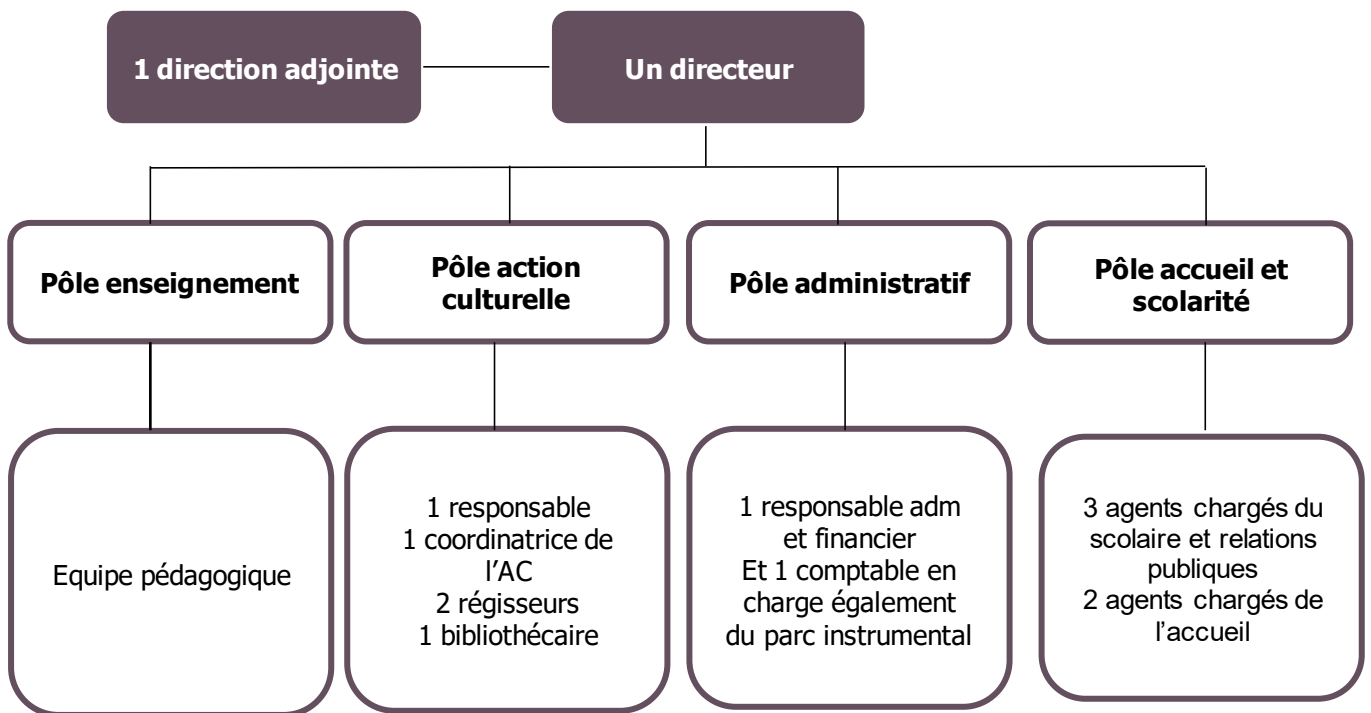 1 direction adjointe
Un directeur
Pôle enseignement
Pôle action
culturelle
Pôle administratif
Pôle accueil et
scolarité
Equipe pédagogique
1 responsable
1 coordinatrice de
l’AC
2 régisseurs
1 bibliothécaire
1 responsable adm
et financier
Et 1 comptable en
charge également
du parc instrumental
3 agents chargés du
scolaire et relations
publiques
2 agents chargés de
l’accueil